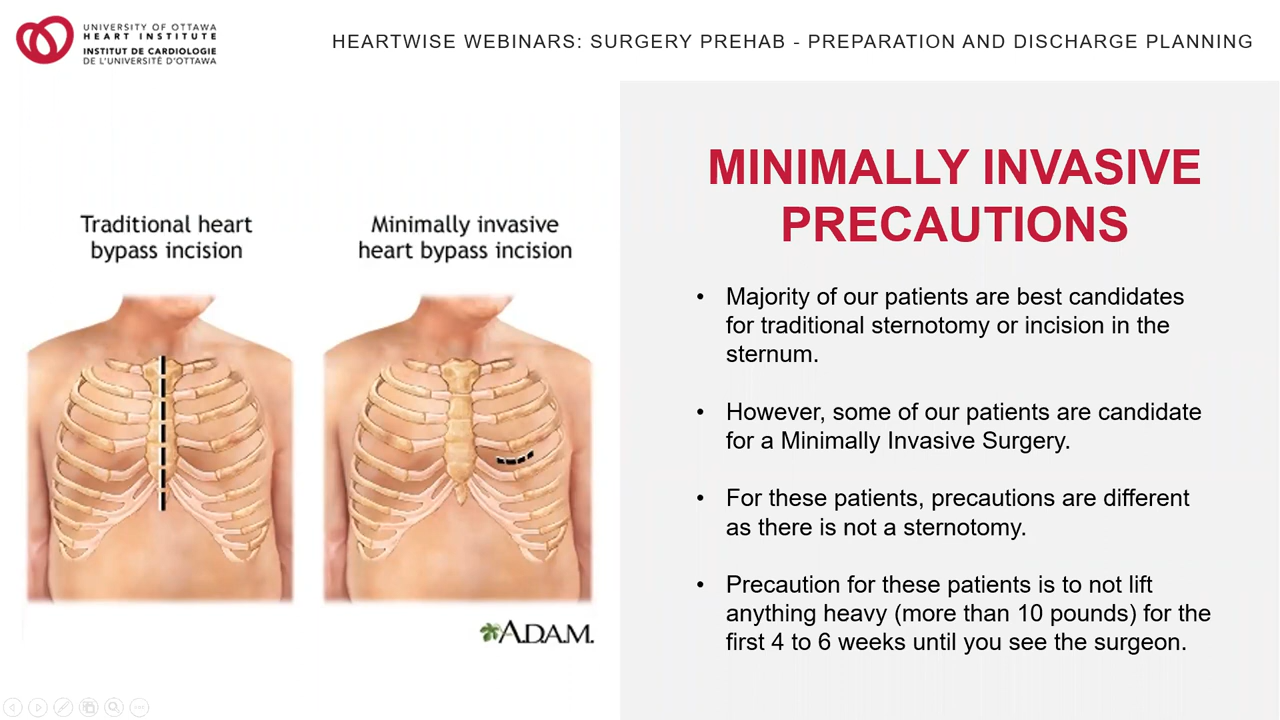 UNIVERSITY OF OTTAWA
HEART INSTITUTE
INSTITUT DE CARDIOLOGIE
DE L'UNIVERSITÉ D'OTTAWA
HEARTWISE WEBINARS: SURGERY PREHAB - PREPARATION AND DISCHARGE PLANNING
Traditional heart
bypass incision
Minimally invasive
heart bypass incision
A.D.A.M.
MINIMALLY INVASIVE
PRECAUTIONS
• Majority of our patients are best candidates
for traditional sternotomy or incision in the
sternum.
• However, some of our patients are candidate
for a Minimally Invasive Surgery.
• For these patients, precautions are different
as there is not a sternotomy.
• Precaution for these patients is to not lift
anything heavy (more than 10 pounds) for the
first 4 to 6 weeks until you see the surgeon.